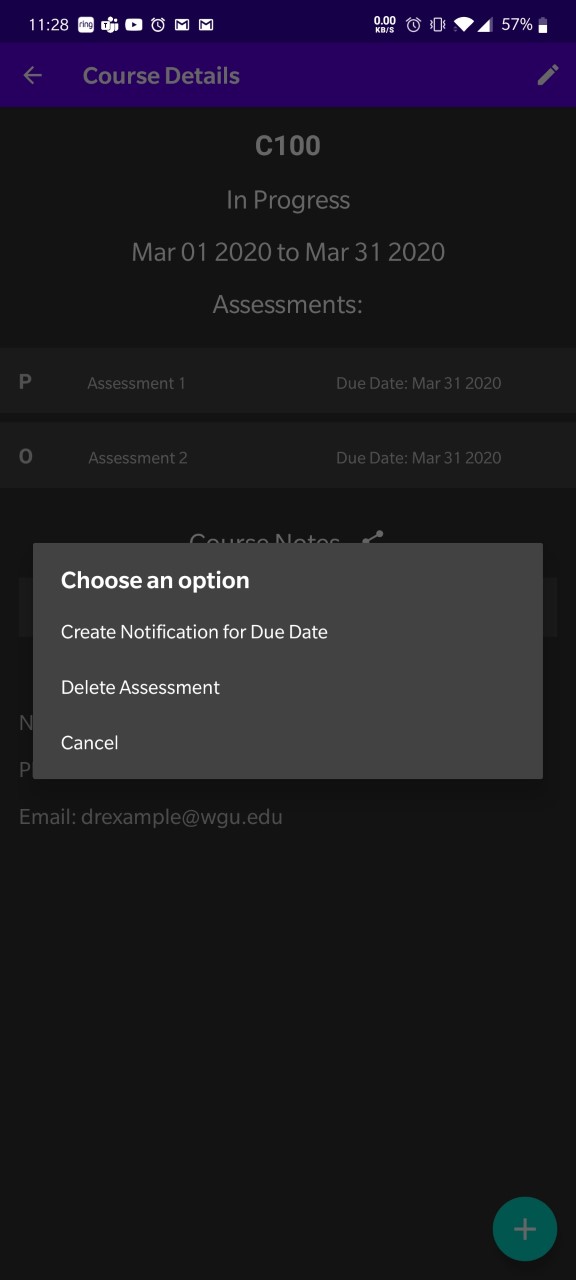 11:28 ring 0.00 KB/S 57%
Course Details
C100
In Progress
Mar 01 2020 to Mar 31 2020
Assessments:
P Assessment 1 Due Date: Mar 31 2020
O Assessment 2 Due Date: Mar 31 2020
Course Notes
Choose an option
Create Notification for Due Date
Delete Assessment
Cancel
N
P
Email: drexample@wgu.edu